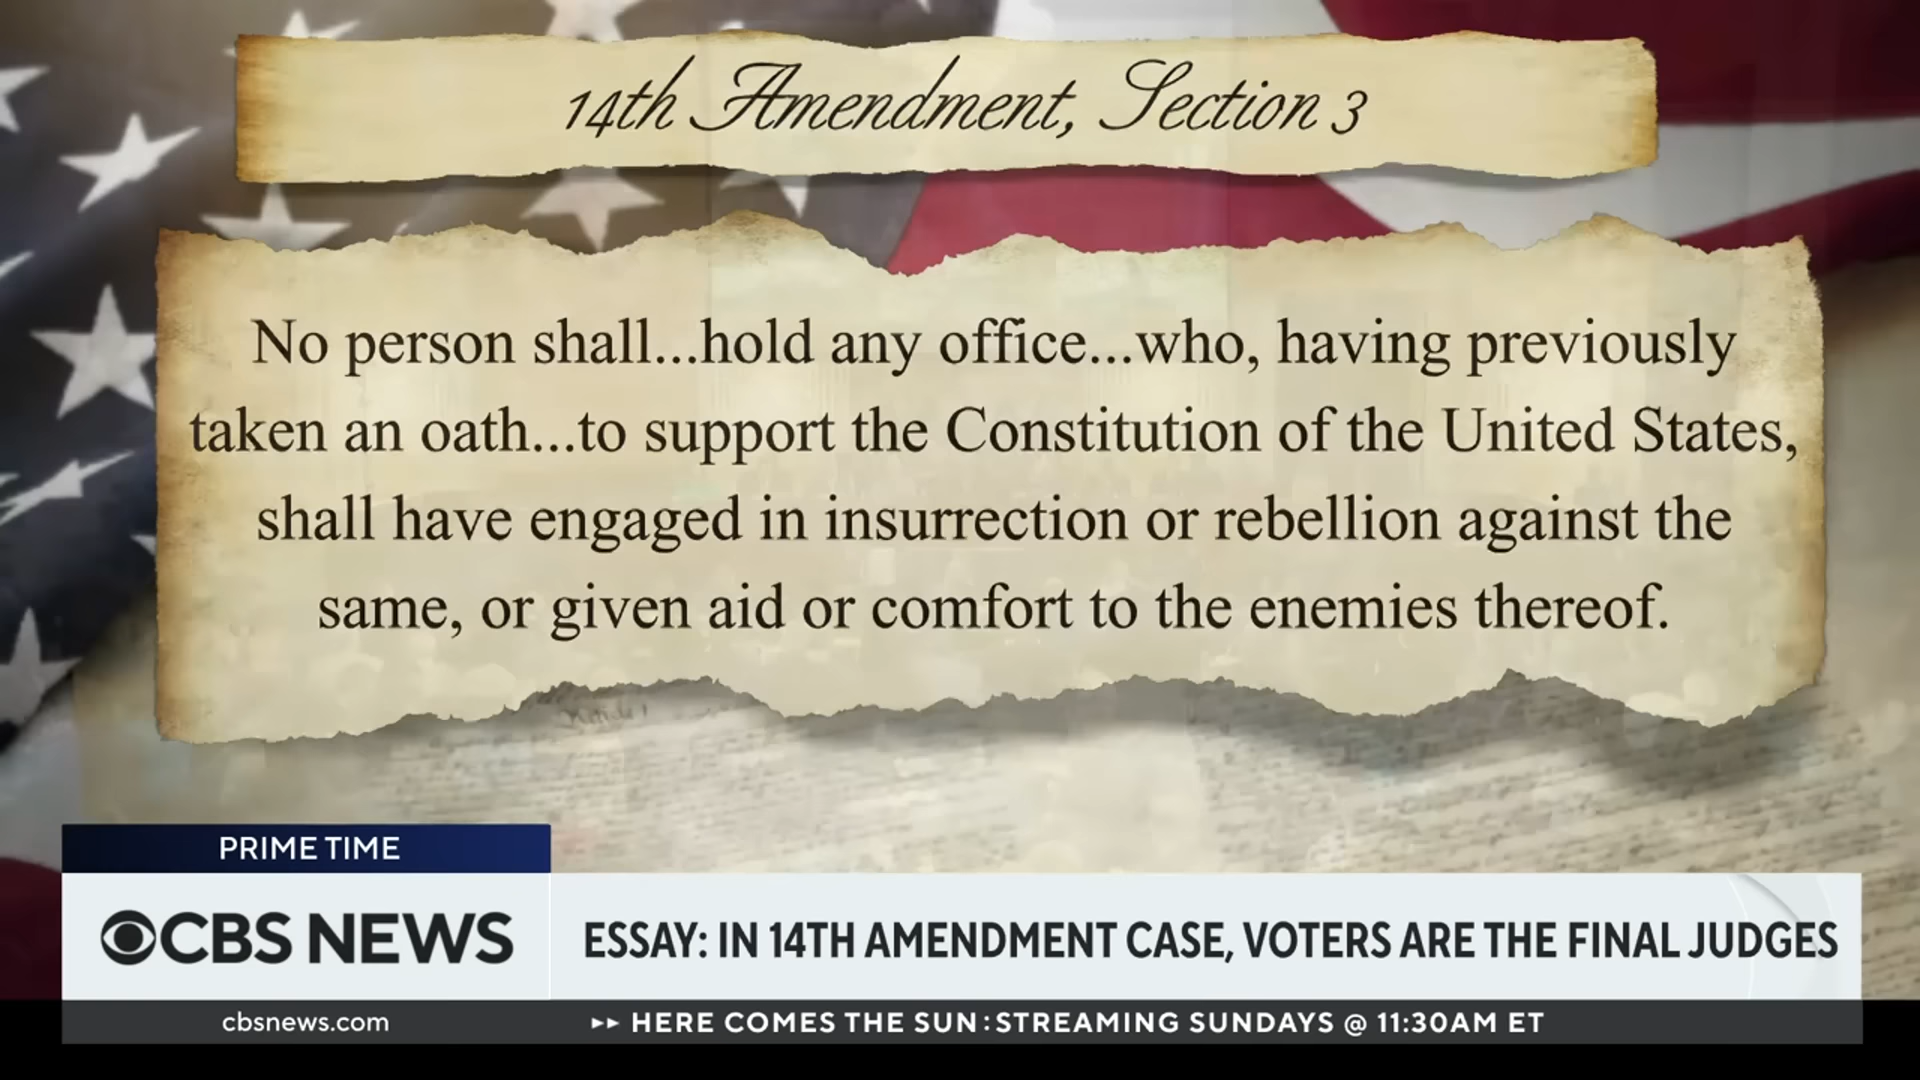 14th Amendment, Section 3
No person shall...hold any office...who, having previously
taken an oath...to support the Constitution of the United States,
shall have engaged in insurrection or rebellion against the
same, or given aid or comfort to the enemies thereof.
PRIME TIME
CBS NEWS
ESSAY: IN 14TH AMENDMENT CASE, VOTERS ARE THE FINAL JUDGES
cbsnews.com
HERE COMES THE SUN : STREAMING SUNDAYS @ 11:30AM ET